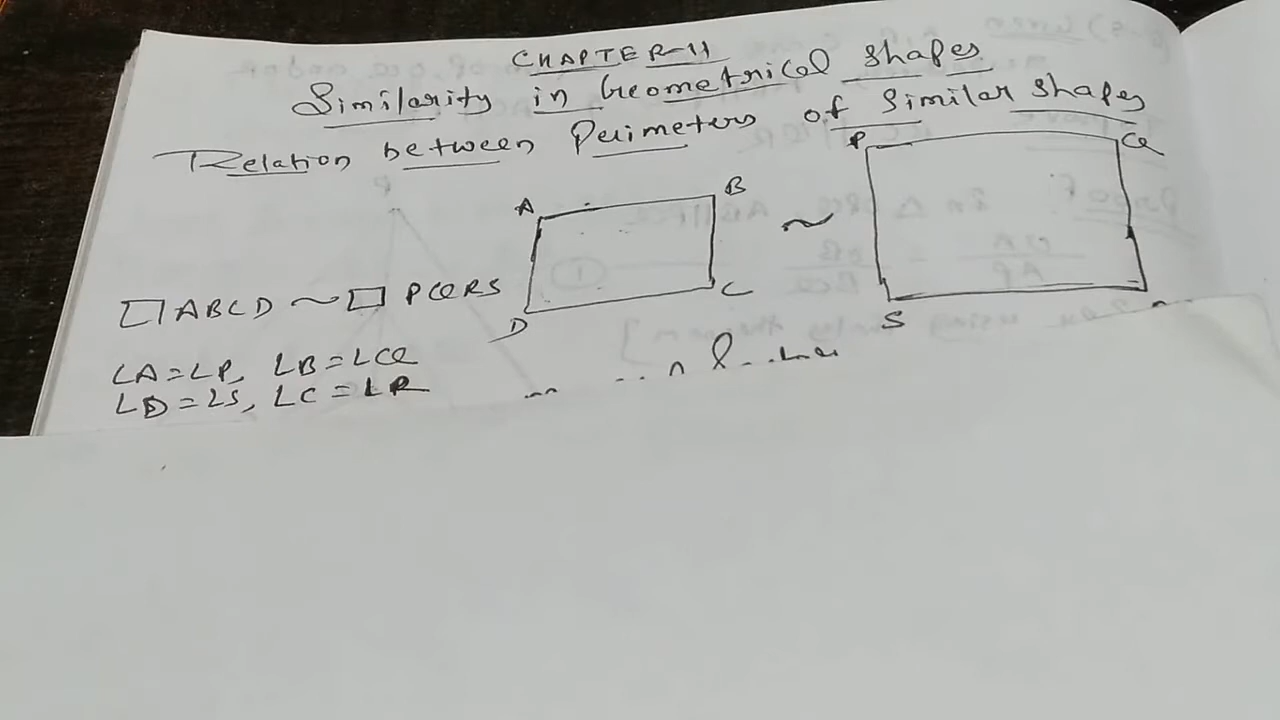 CHAPTER-11
Similarity in Geometrical shapes.
Relation between Perimeters of Similar shapes
A B ~ P Q
D C S
□ABCD ~ □ PQRS
∠A = ∠P, ∠B = ∠Q
∠D = ∠S, ∠C = ∠R